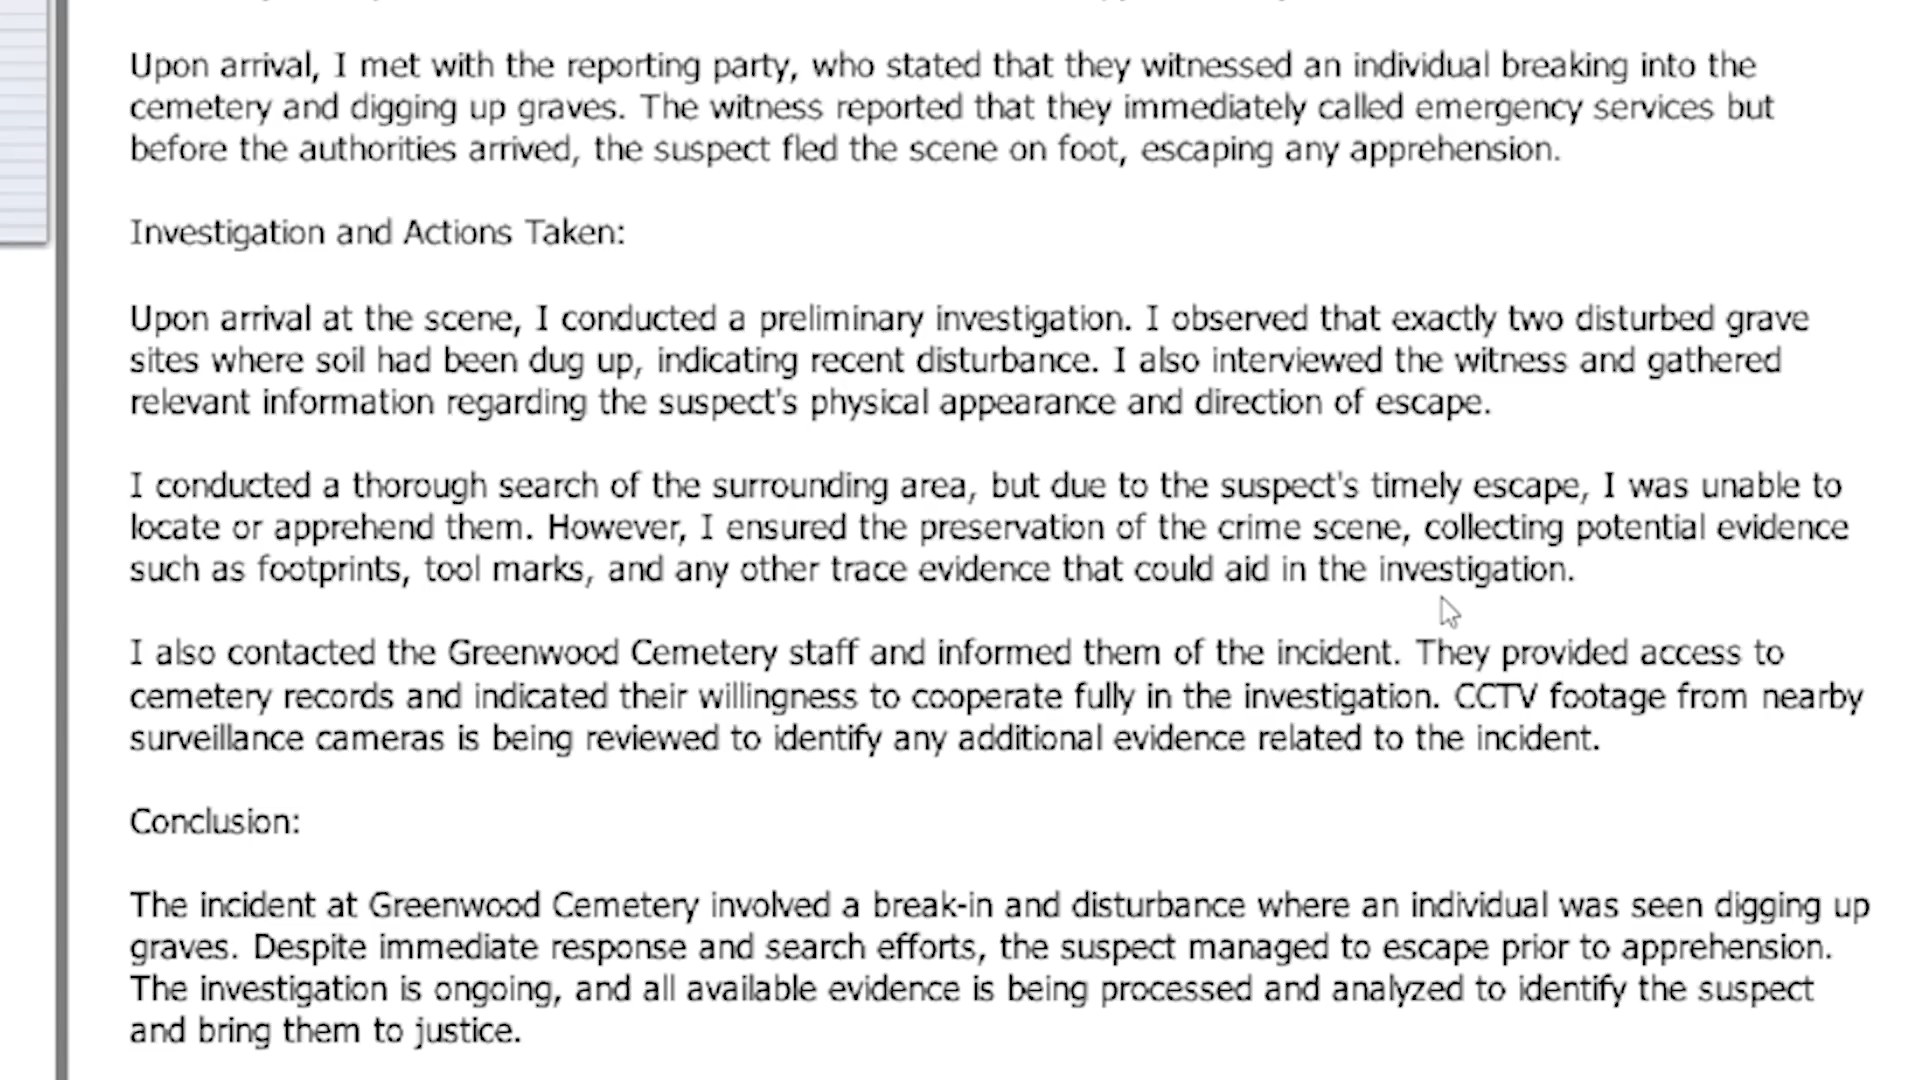 Upon arrival, I met with the reporting party, who stated that they witnessed an individual breaking into the
cemetery and digging up graves. The witness reported that they immediately called emergency services but
before the authorities arrived, the suspect fled the scene on foot, escaping any apprehension.
Investigation and Actions Taken:
Upon arrival at the scene, I conducted a preliminary investigation. I observed that exactly two disturbed grave
sites where soil had been dug up, indicating recent disturbance. I also interviewed the witness and gathered
relevant information regarding the suspect's physical appearance and direction of escape.
I conducted a thorough search of the surrounding area, but due to the suspect's timely escape, I was unable to
locate or apprehend them. However, I ensured the preservation of the crime scene, collecting potential evidence
such as footprints, tool marks, and any other trace evidence that could aid in the investigation.
I also contacted the Greenwood Cemetery staff and informed them of the incident. They provided access to
cemetery records and indicated their willingness to cooperate fully in the investigation. CCTV footage from nearby
surveillance cameras is being reviewed to identify any additional evidence related to the incident.
Conclusion:
The incident at Greenwood Cemetery involved a break-in and disturbance where an individual was seen digging up
graves. Despite immediate response and search efforts, the suspect managed to escape prior to apprehension.
The investigation is ongoing, and all available evidence is being processed and analyzed to identify the suspect
and bring them to justice.